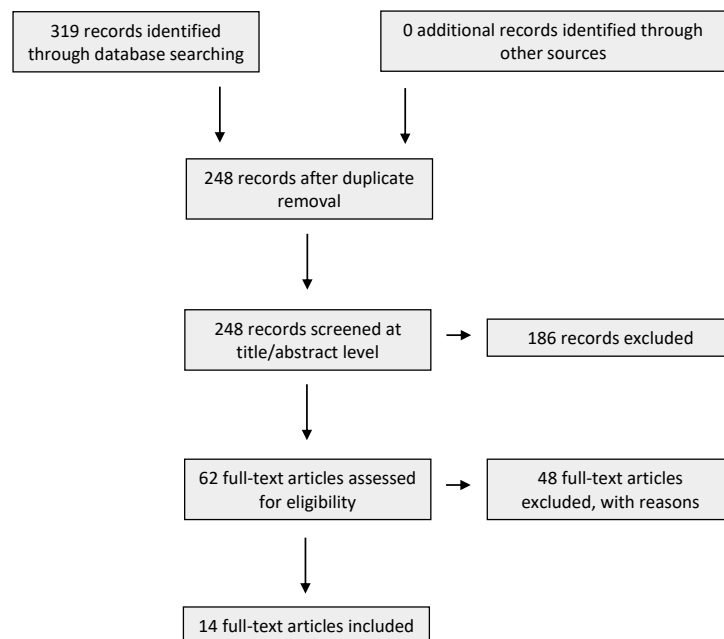 319 records identified
through database searching
0 additional records identified through
other sources
248 records after duplicate
removal
248 records screened at
title/abstract level
186 records excluded
62 full-text articles assessed
for eligibility
48 full-text articles
excluded, with reasons
14 full-text articles included